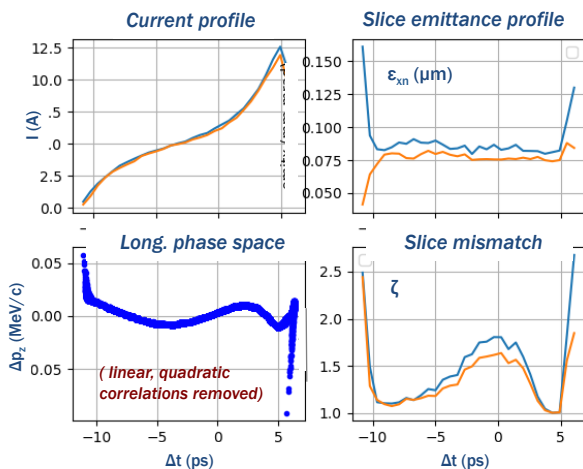 Current profile
Slice emittance profile
12.5
10.
.5
.0
2.5
0.0
I (A)
−10
−5
0
5
0.150
0.125
0.100
0.075
0.050
εxn (μm)
Long. phase space
Slice mismatch
0.05
0.00
0.05
Δpz (MeV/c)
( linear, quadratic
correlations removed)
−10
−5
0
5
Δt (ps)
2.5
2.0
1.5
1.0
ζ
−10
−5
0
5
Δt (ps)